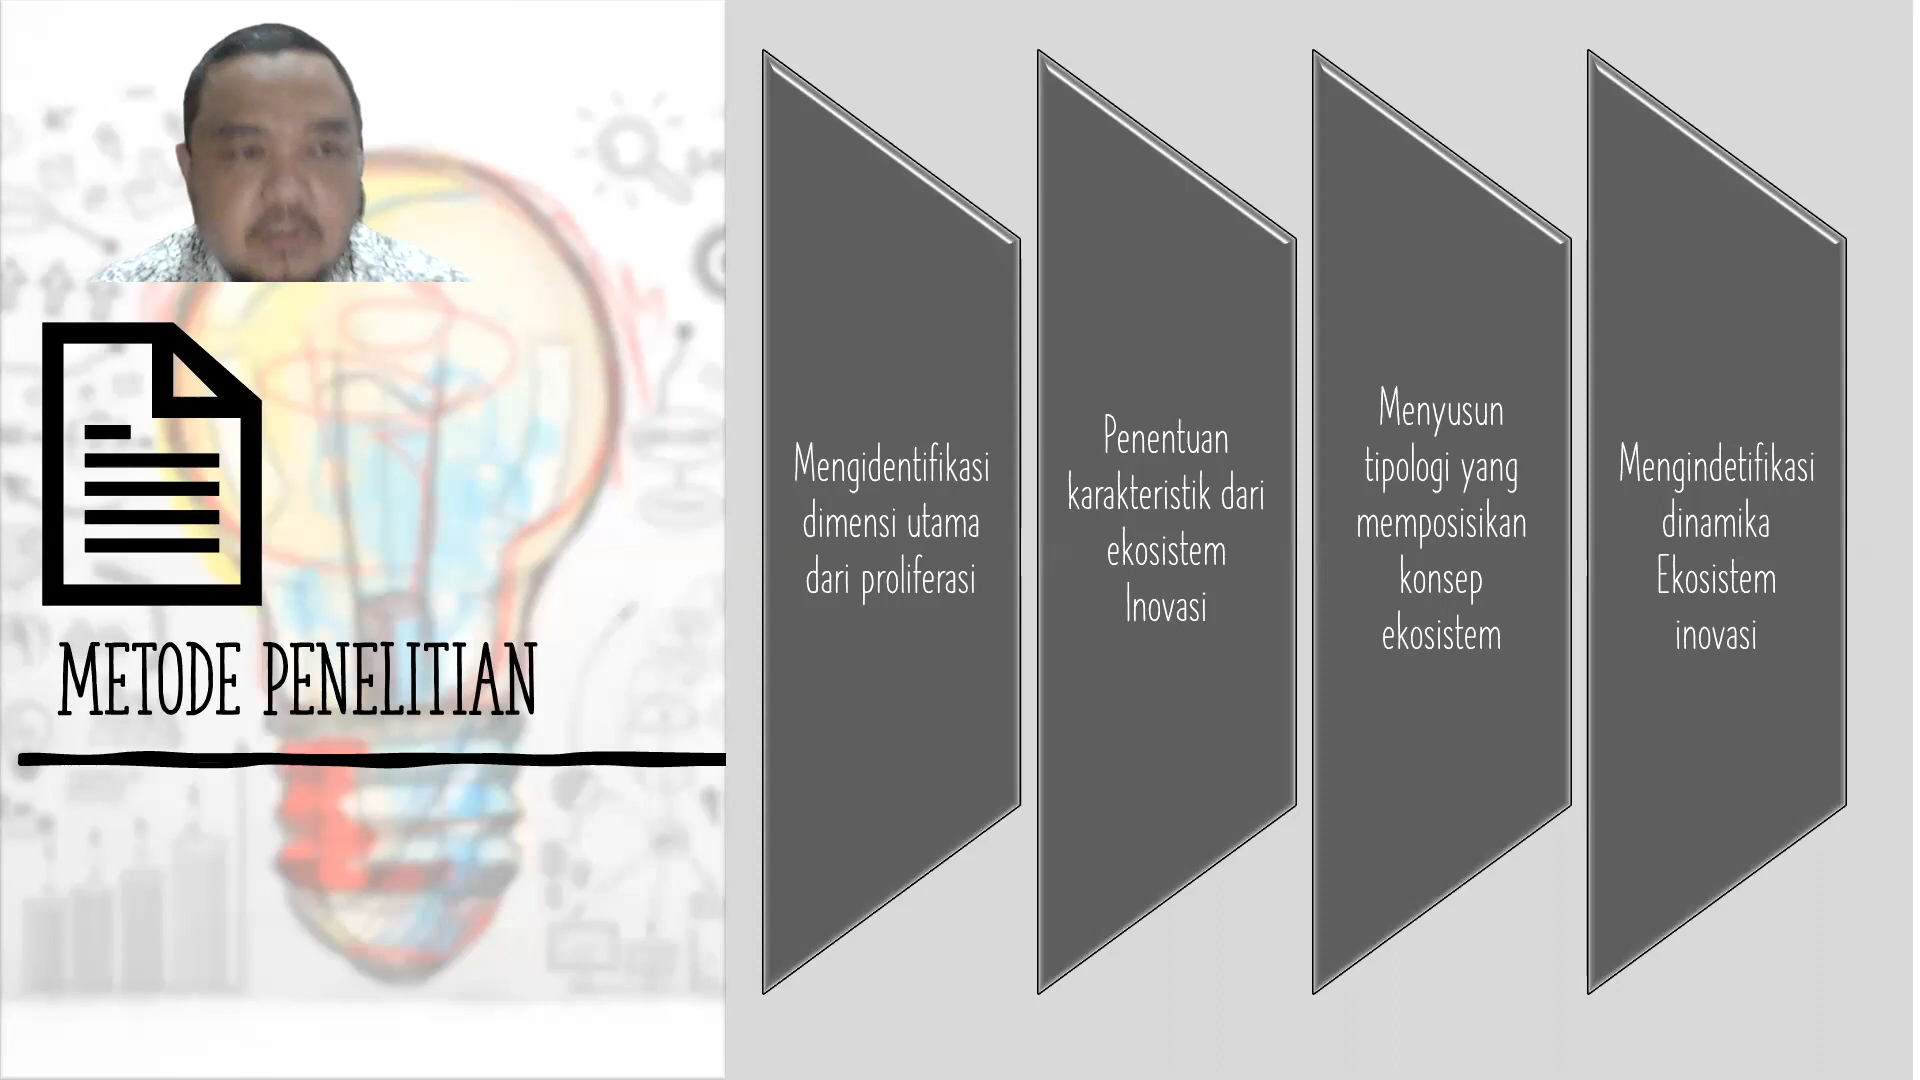 METODE PENELITIAN
Mengidentifikasi
dimensi utama
dari proliferasi
Penentuan
karakteristik dari
ekosistem
Inovasi
Menyusun
tipologi yang
memposisikan
konsep
ekosistem
Mengindetifikasi
dinamika
Ekosistem
inovasi